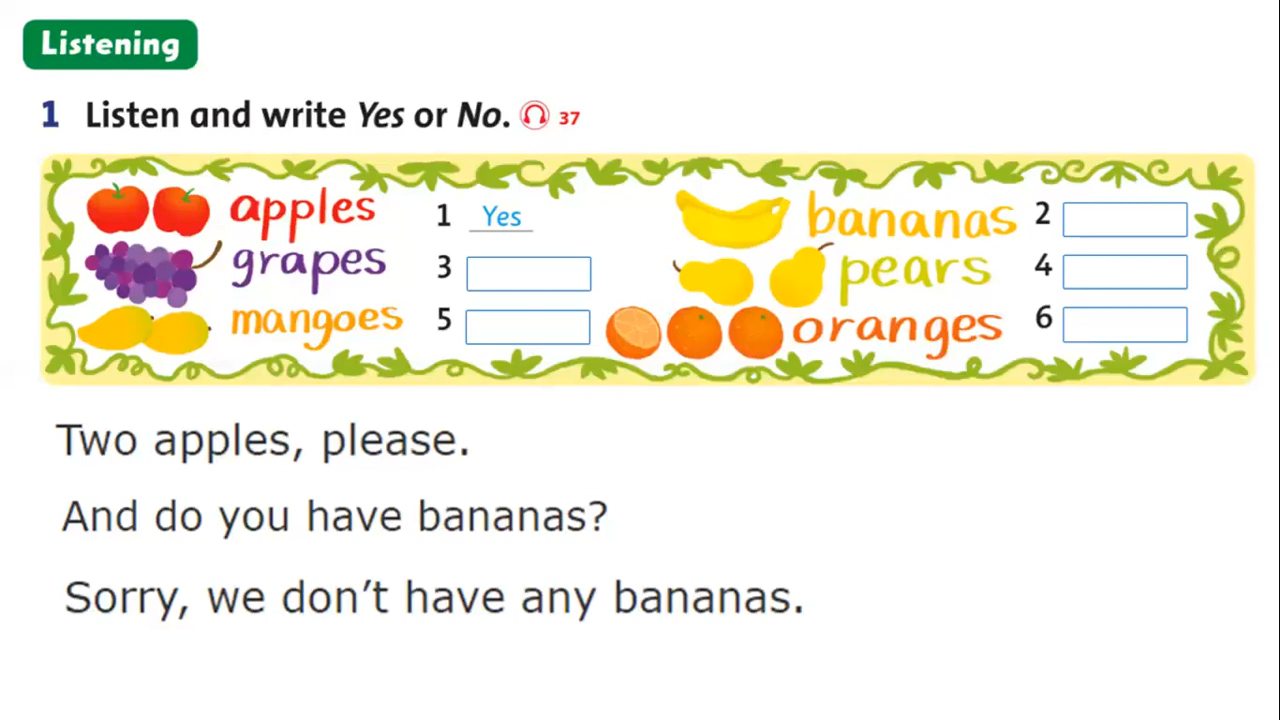 Listening
1 Listen and write Yes or No. 37
apples 1 Yes bananas 2
grapes 3 pears 4
mangoes 5 oranges 6
Two apples, please.
And do you have bananas?
Sorry, we don't have any bananas.